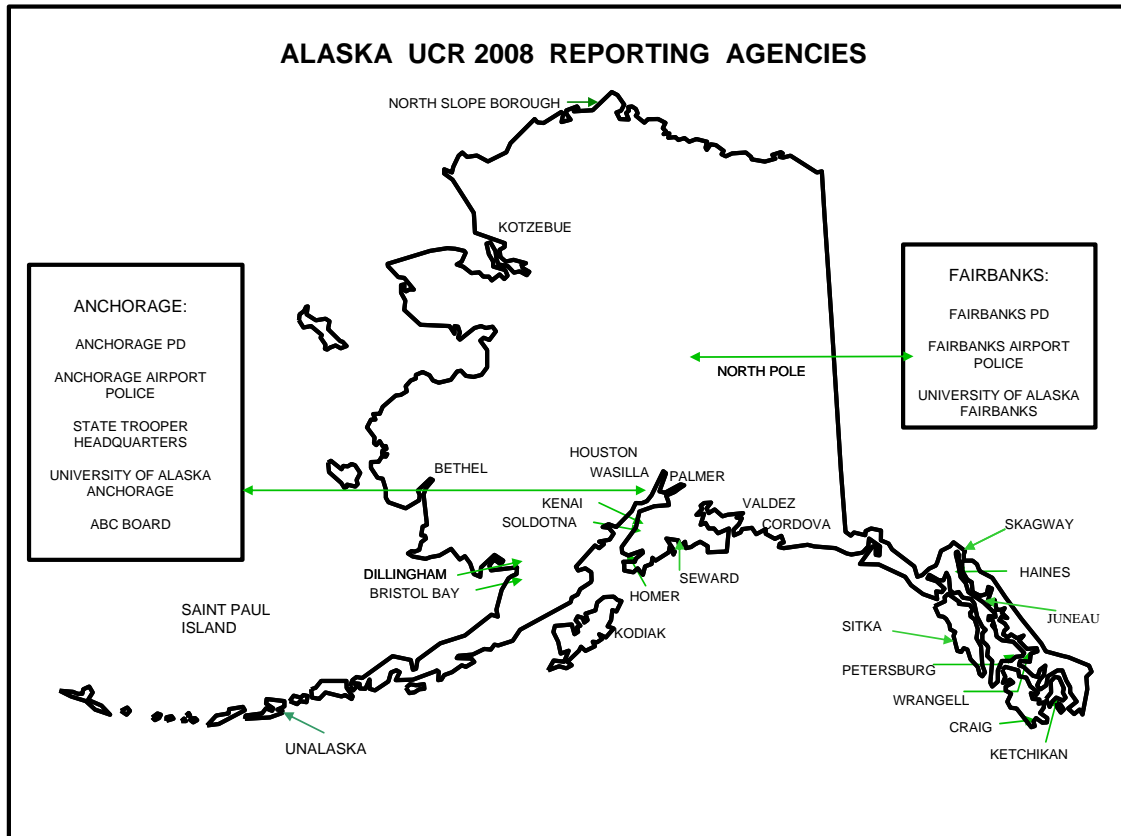 ALASKA UCR 2008 REPORTING AGENCIES
NORTH SLOPE BOROUGH
KOTZEBUE
ANCHORAGE:
ANCHORAGE PD
ANCHORAGE AIRPORT
POLICE
STATE TROOPER
HEADQUARTERS
UNIVERSITY OF ALASKA
ANCHORAGE
ABC BOARD
FAIRBANKS:
FAIRBANKS PD
FAIRBANKS AIRPORT
POLICE
UNIVERSITY OF ALASKA
FAIRBANKS
NORTH POLE
HOUSTON
WASILLA
PALMER
BETHEL
KENAI
SOLDOTNA
VALDEZ
CORDOVA
SKAGWAY
HAINES
JUNEAU
DILLINGHAM
BRISTOL BAY
SEWARD
HOMER
SAINT PAUL
ISLAND
KODIAK
SITKA
PETERSBURG
WRANGELL
CRAIG
KETCHIKAN
UNALASKA